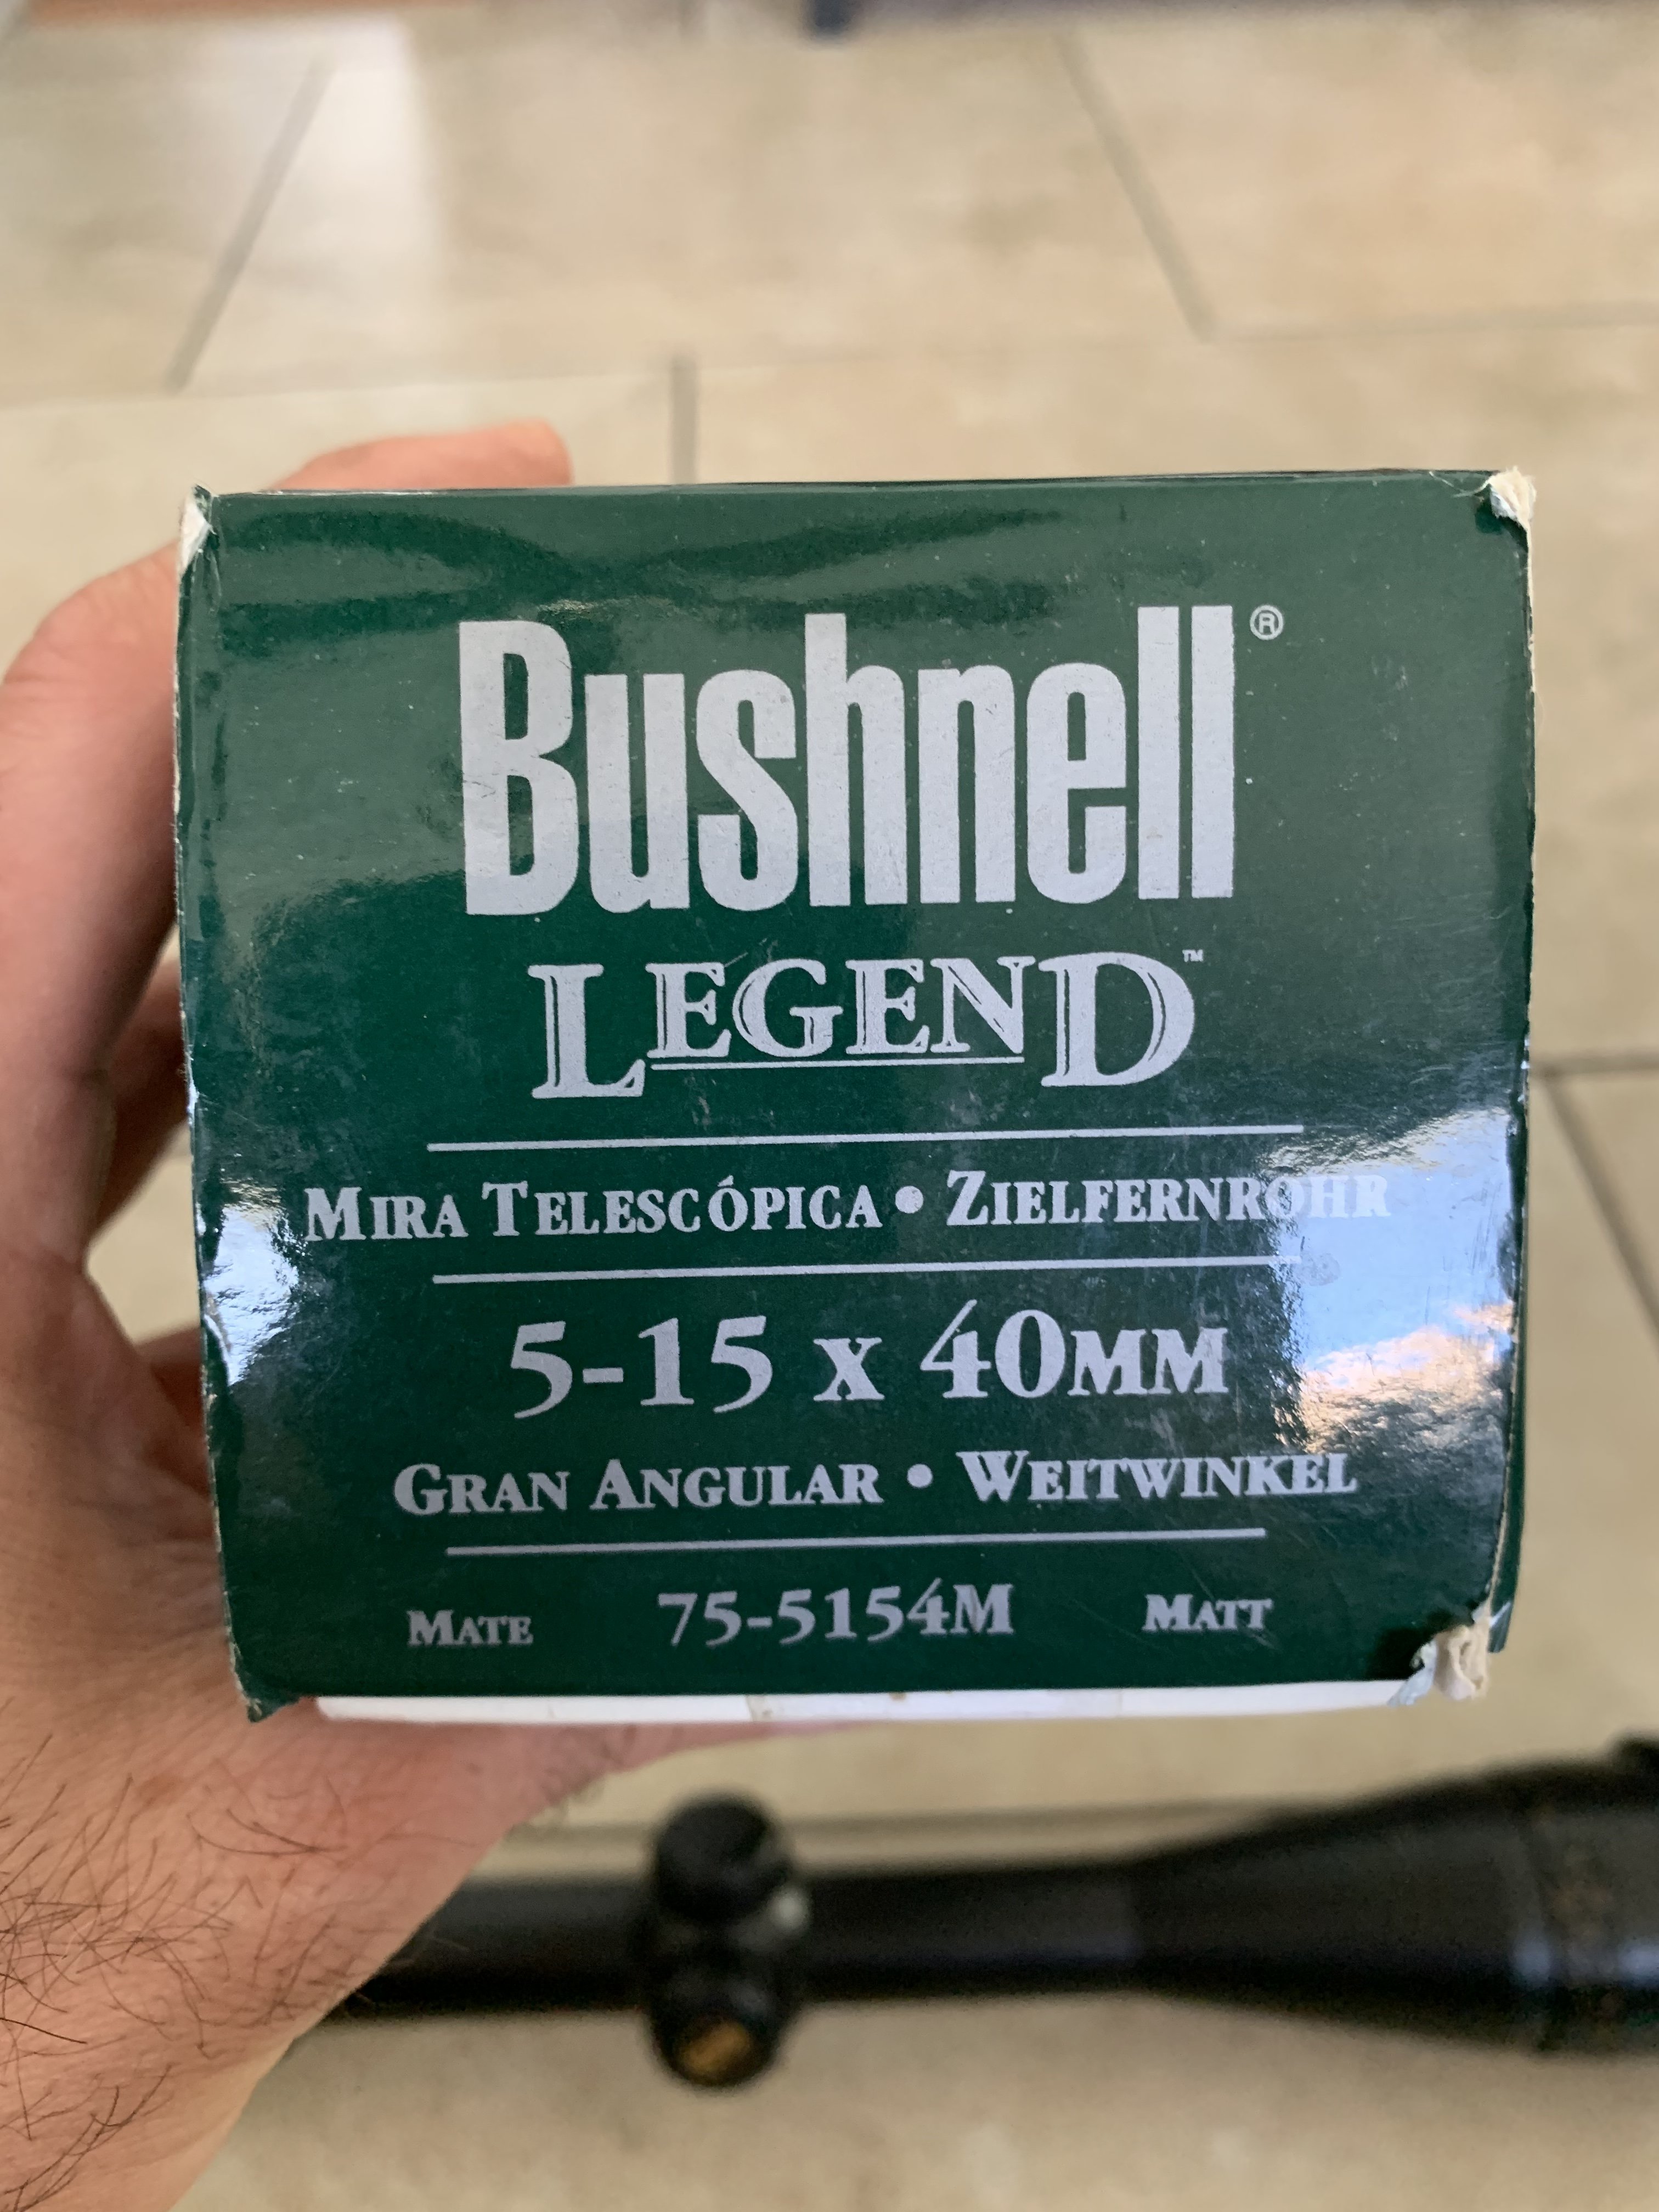 Bushnell®
LEGEND™
MIRA TELESCÓPICA • ZIELFERNROHR
5-15 x 40MM
GRAN ANGULAR • WEITWINKEL
MATE 75-5154M MATT